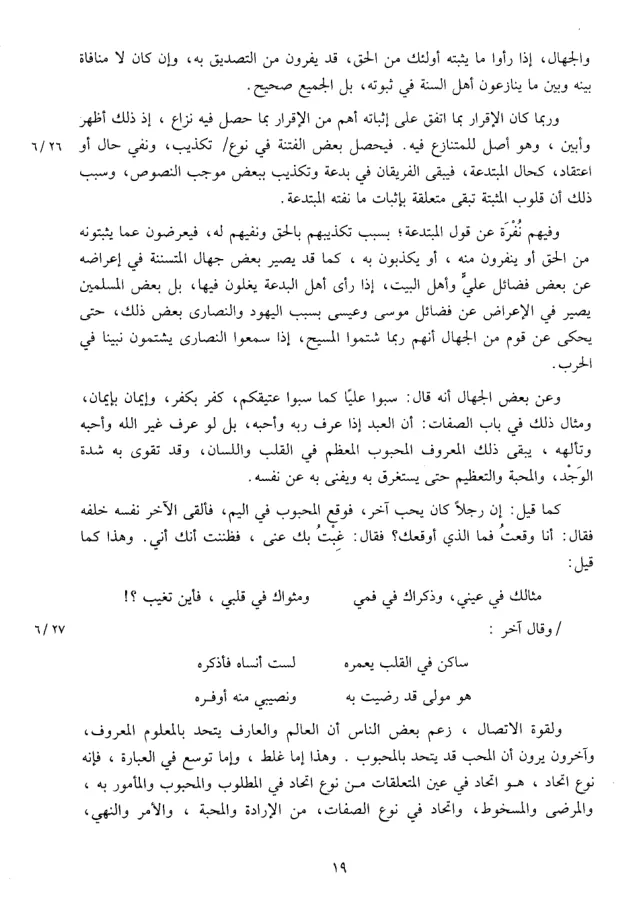 والجهال، إذا رأوا ما يثبته أولئك من الحق، قد يفرون من التصديق به، وإن كان لا منافاة
بينه وبين ما ينازعون أهل السنة في ثبوته، بل الجميع صحيح.
وربما كان الإقرار بما اتفق على إثباته أهم من الإقرار بما حصل فيه نزاع ، إذ ذلك أظهر
وأبين ، وهو أصل للمتنازع فيه. فيحصل بعض الفتنة في نوع/ تكذيب، ونفي حال أو ٦/٢٦
اعتقاد، كحال المبتدعة، فيبقى الفريقان في بدعة وتكذيب ببعض موجب النصوص، وسبب
ذلك أن قلوب المثبتة تبقى متعلقة بإثبات ما نفته المبتدعة.
وفيهم نُفْرَة عن قول المبتدعة؛ بسبب تكذيبهم بالحق ونفيهم له، فيعرضون عما يثبتونه
من الحق أو ينفرون منه ، أو يكذبون به ، كما قد يصير بعض جهال المتسننة في إعراضه
عن بعض فضائل عليٍّ وأهل البيت، إذا رأى أهل البدعة يغلون فيها، بل بعض المسلمين
يصير في الإعراض عن فضائل موسى وعيسى بسبب اليهود والنصارى بعض ذلك، حتى
يحكى عن قوم من الجهال أنهم ربما شتموا المسيح، إذا سمعوا النصارى يشتمون نبينا في
الحرب.
وعن بعض الجهال أنه قال: سبوا عليًا كما سبوا عتيقكم، كفر بكفر، وإيمان بإيمان،
ومثال ذلك في باب الصفات: أن العبد إذا عرف ربه وأحبه، بل لو عرف غير الله وأحبه
وتألهه ، يبقى ذلك المعروف المحبوب المعظم في القلب واللسان، وقد تقوى به شدة
الوَجْد، والمحبة والتعظيم حتى يستغرق به ويفنى به عن نفسه.
كما قيل: إن رجلاً كان يحب آخر، فوقع المحبوب في اليم، فألقى الآخر نفسه خلفه
فقال: أنا وقعتُ فما الذي أوقعك؟ فقال: غِبْتُ بك عنى ، فظننت أنك أني. وهذا كما
قيل:
مثالك في عيني، وذكراك في فمي ومثواك في قلبي ، فأين تغيب ؟!
/ وقال آخر : ٦/٢٧
ساكن في القلب يعمره لست أنساه فأذكره
هو مولى قد رضيت به ونصيبي منه أوفره
ولقوة الاتصال ، زعم بعض الناس أن العالم والعارف يتحد بالمعلوم المعروف،
وآخرون يرون أن المحب قد يتحد بالمحبوب . وهذا إما غلط ، وإما توسع في العبارة ، فإنه
نوع اتحاد ، هو اتحاد في عين المتعلقات من نوع اتحاد في المطلوب والمحبوب والمأمور به ،
والمرضى والمسخوط، واتحاد في نوع الصفات، من الإرادة والمحبة ، والأمر والنهي،
١٩